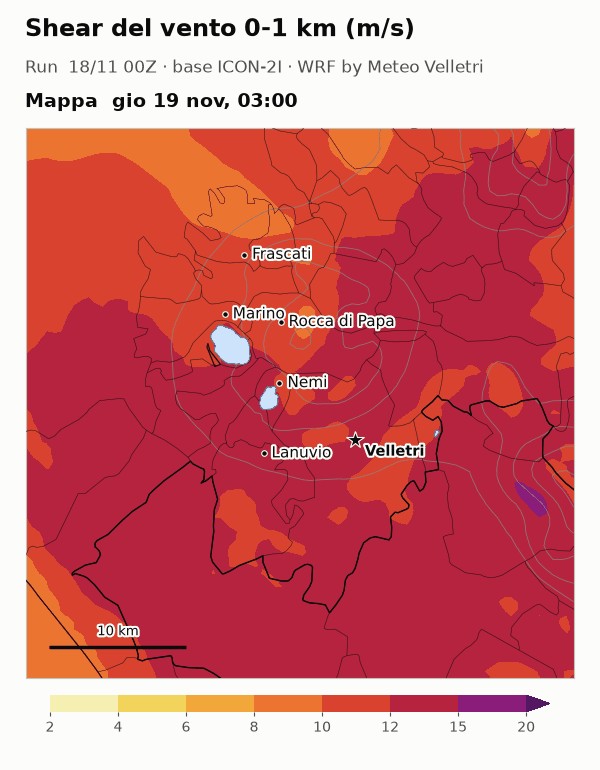 Shear del vento 0-1 km (m/s)
Run  18/11 00Z · base ICON-2I · WRF by Meteo Velletri
Mappa  gio 19 nov, 03:00
Frascati
Marino
Rocca di Papa
Nemi
Velletri
Lanuvio
10 km
2 4 6 8 10 12 15 20